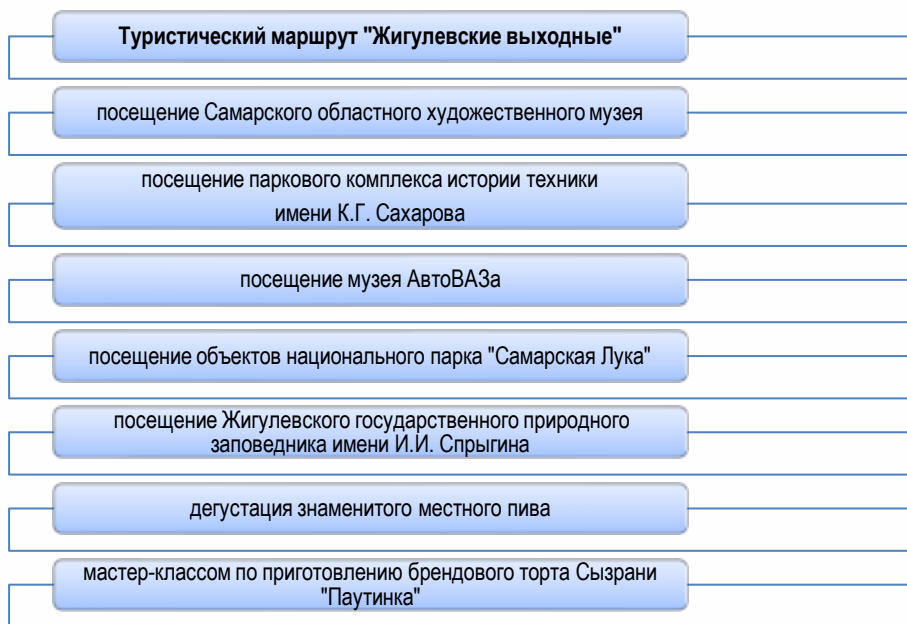 Туристический маршрут "Жигулевские выходные"
посещение Самарского областного художественного музея
посещение паркового комплекса истории техники
имени К.Г. Сахарова
посещение музея АвтоВАЗа
посещение объектов национального парка "Самарская Лука"
посещение Жигулевского государственного природного
заповедника имени И.И. Спрыгина
дегустация знаменитого местного пива
мастер-классом по приготовлению брендового торта Сызрани
"Паутинка"